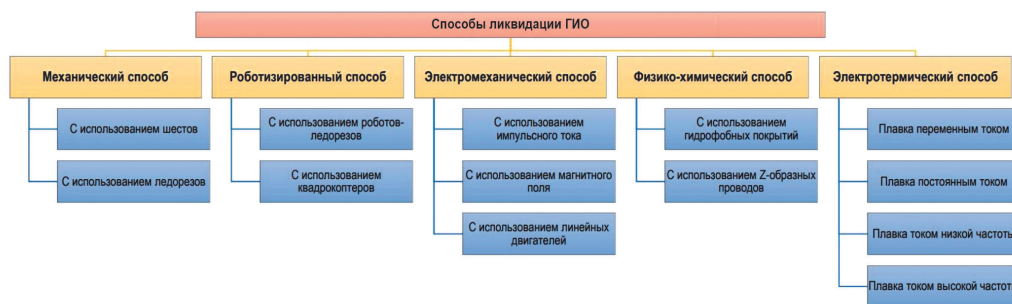 Способы ликвидации ГИО
Механический способ
Роботизированный способ
Электромеханический способ
Физико-химический способ
Электротермический способ
С использованием шестов
С использованием ледорезов
С использованием роботов-
ледорезов
С использованием
квадрокоптеров
С использованием
импульсного тока
С использованием магнитного
поля
С использованием линейных
двигателей
С использованием
гидрофобных покрытий
С использованием Z-образных
проводов
Плавка переменным током
Плавка постоянным током
Плавка током низкой частоты
Плавка током высокой частот